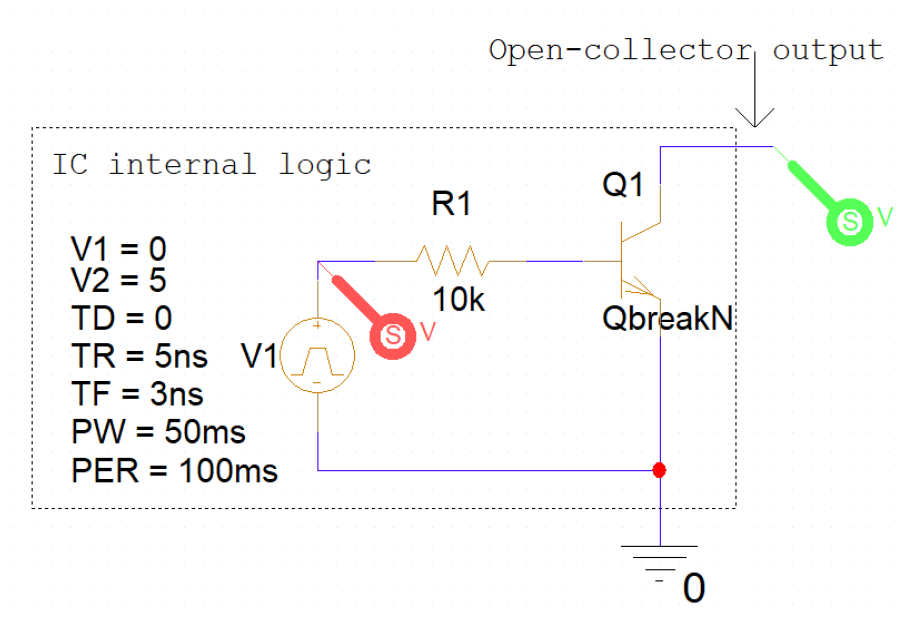 Open-collector output
IC internal logic
Q1
R1
V1 = 0
V2 = 5
TD = 0
TR = 5ns
TF = 3ns
PW = 50ms
PER = 100ms
V1
10k
QbreakN
S V
S V
0